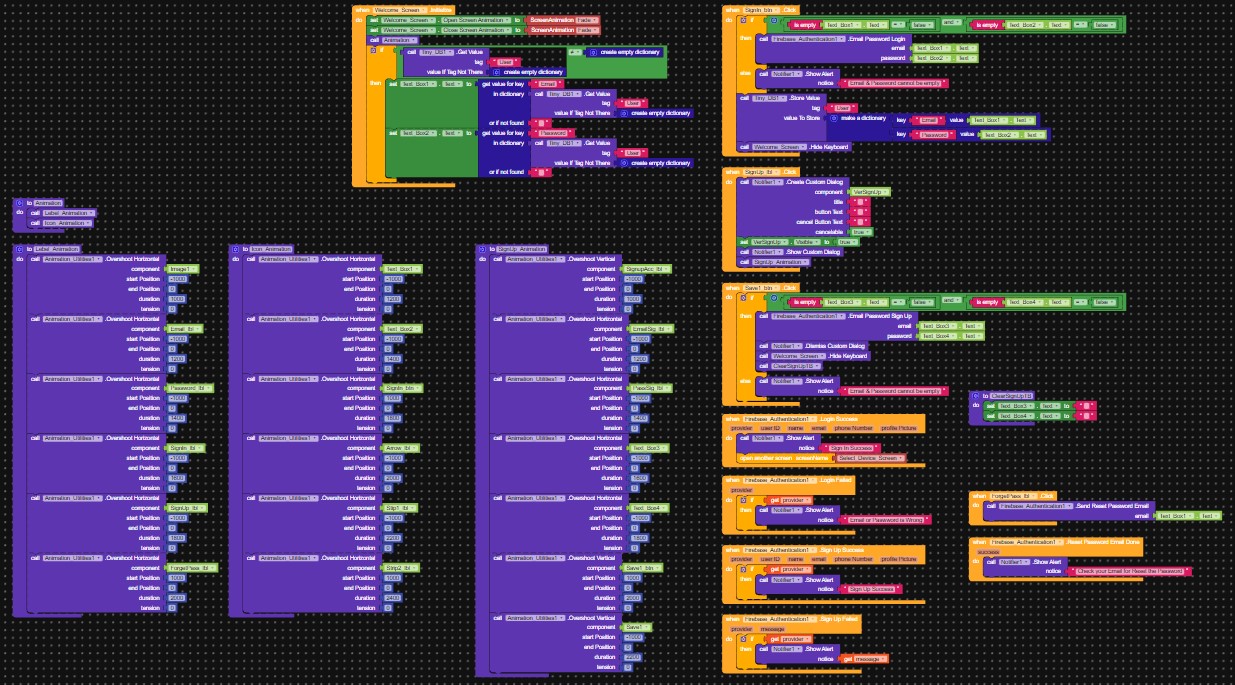 when Welcome_Screen .Initialize
do set Welcome_Screen . Open Screen Animation to ScreenAnimation Fade
set Welcome_Screen . Close Screen Animation to ScreenAnimation Fade
call Animation
if call Tiny_DB1 .Get Value
tag "User"
value If Tag Not There create empty dictionary
≠ create empty dictionary
then set Text_Box1 . Text to get value for key "Email"
in dictionary call Tiny_DB1 .Get Value
tag "User"
value If Tag Not There create empty dictionary
or if not found " "
set Text_Box2 . Text to get value for key "Password"
in dictionary call Tiny_DB1 .Get Value
tag "User"
value If Tag Not There create empty dictionary
or if not found " "
to Animation
do call Label_Animation
call Icon_Animation
to Label_Animation
do call Animation_Utilities1 .Overshoot Horizontal
component Image1
start Position -1000
end Position 0
duration 1000
tension 0
call Animation_Utilities1 .Overshoot Horizontal
component Email_lbl
start Position -1000
end Position 0
duration 1200
tension 0
call Animation_Utilities1 .Overshoot Horizontal
component Password_lbl
start Position -1000
end Position 0
duration 1400
tension 0
call Animation_Utilities1 .Overshoot Horizontal
component SignIn_lbl
start Position -1000
end Position 0
duration 1600
tension 0
call Animation_Utilities1 .Overshoot Horizontal
component SignUp_lbl
start Position -1000
end Position 0
duration 1800
tension 0
call Animation_Utilities1 .Overshoot Horizontal
component ForgetPass_lbl
start Position 1000
end Position 0
duration 2000
tension 0
to Icon_Animation
do call Animation_Utilities1 .Overshoot Horizontal
component Text_Box1
start Position -1000
end Position 0
duration 1200
tension 0
call Animation_Utilities1 .Overshoot Horizontal
component Text_Box2
start Position -1000
end Position 0
duration 1400
tension 0
call Animation_Utilities1 .Overshoot Horizontal
component SignIn_btn
start Position 1000
end Position 0
duration
tension 0
call Animation_Utilities1 .Overshoot Horizontal
component Arrow_lbl
start Position -1000
end Position 0
duration 2000
tension 0
call Animation_Utilities1 .Overshoot Horizontal
component Strip1_lbl
start Position -1000
end Position 0
duration 2200
tension 0
call Animation_Utilities1 .Overshoot Horizontal
component Strip2_lbl
start Position 1000
end Position 0
duration 2400
tension 0
to SignUp_Animation
do call Animation_Utilities1 .Overshoot Vertical
component SignupAcc_lbl
start Position -1000
end Position 0
duration 1000
tension 0
call Animation_Utilities1 .Overshoot Vertical
component EmailSig_lbl
start Position -1000
end Position 0
duration 1200
tension 0
call Animation_Utilities1 .Overshoot Vertical
component PassSig_lbl
start Position -1000
end Position 0
duration 1400
tension 0
call Animation_Utilities1 .Overshoot Vertical
component Text_Box3
start Position -1000
end Position 0
duration 1600
tension 0
call Animation_Utilities1 .Overshoot Vertical
component Text_Box4
start Position -1000
end Position 0
duration 1800
tension 0
call Animation_Utilities1 .Overshoot Vertical
component Save1_btn
start Position -1000
end Position 0
duration 2000
tension 0
call Animation_Utilities1 .Overshoot Vertical
component Save1
start Position -1000
end Position 0
duration 2200
tension 0
when SignIn_btn .Click
do if is empty Text_Box1 . Text = false and is empty Text_Box2 . Text = false
then call Firebase_Authentication1 .Email Password Login
email Text_Box1 . Text
password Text_Box2 . Text
else call Notifier1 .Show Alert
notice "Email & Password cannot be empty"
call Tiny_DB1 .Store Value
tag "User"
value To Store make a dictionary key "Email" value Text_Box1 . Text
key "Password" value Text_Box2 . Text
call Welcome_Screen .Hide Keyboard
when SignUp_lbl .Click
do call Notifier1 .Create Custom Dialog
component VerSignUp
title " "
button Text " "
cancel Button Text " "
cancelable true
set VerSignUp . Visible to true
call Notifier1 .Show Custom Dialog
call SignUp_Animation
when Save1_btn .Click
do if is empty Text_Box3 . Text = false and is empty Text_Box4 . Text = false
then call Firebase_Authentication1 .Email Password Sign Up
email Text_Box3 . Text
password Text_Box4 . Text
call Notifier1 .Dismiss Custom Dialog
call Welcome_Screen .Hide Keyboard
call ClearSignUpTB
else call Notifier1 .Show Alert
notice "Email & Password cannot be empty"
when Firebase_Authentication1 .Login Success
provider user ID name email phone Number profile Picture
do call Notifier1 .Show Alert
notice "Sign In Success"
open another screen screenName Select_Device_Screen
when Firebase_Authentication1 .Login Failed
provider
do if get provider
then call Notifier1 .Show Alert
notice "Email or Password is Wrong"
when Firebase_Authentication1 .Sign Up Success
provider user ID name email phone Number profile Picture
do if get provider
then call Notifier1 .Show Alert
notice "Sign Up Success"
when Firebase_Authentication1 .Sign Up Failed
provider message
do if get provider
then call Notifier1 .Show Alert
notice get message
to ClearSignUpTB
do set Text_Box3 . Text to " "
set Text_Box4 . Text to " "
when ForgetPass_lbl .Click
do call Firebase_Authentication1 .Send Reset Password Email
email Text_Box1 . Text
when Firebase_Authentication1 .Reset Password Email Done
success
do call Notifier1 .Show Alert
notice "Check your Email for Reset the Password"